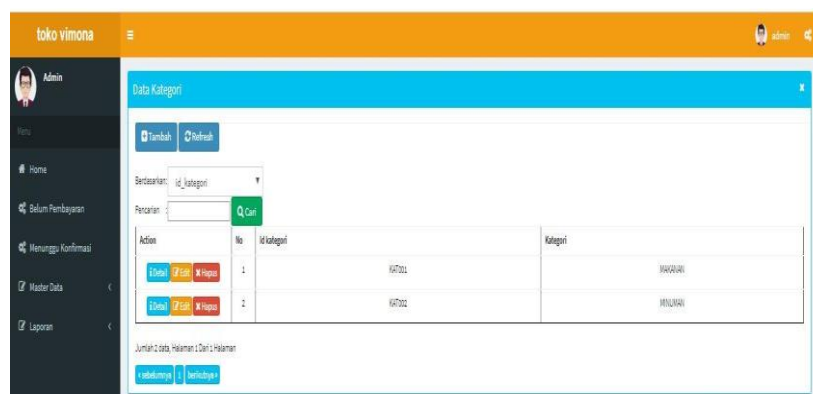 toko vimona
admin
Admin
Data Kategori
Menu
Tambah Refresh
Home
Berdasarkan: id_kategori
Belum Pembayaran
Pencarian : Cari
Menunggu Konfirmasi
Action No id kategori Kategori
Detail Edit Hapus 1 KAT001 MAKANAN
Master Data
Detail Edit Hapus 2 KAT002 MINUMAN
Laporan
Jumlah 2 data, Halaman 1 Dari 1 Halaman
« sebelumnya 1 berikutnya »